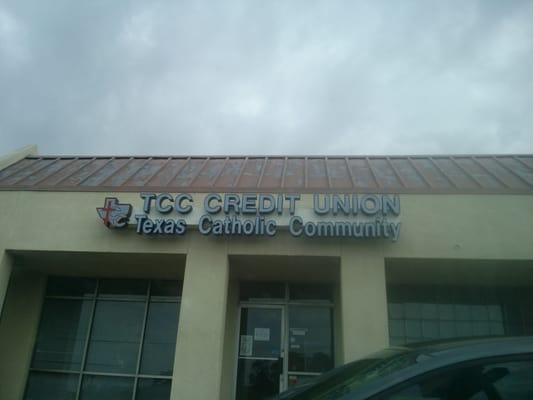 TCC CREDIT UNION
Texas Catholic Community